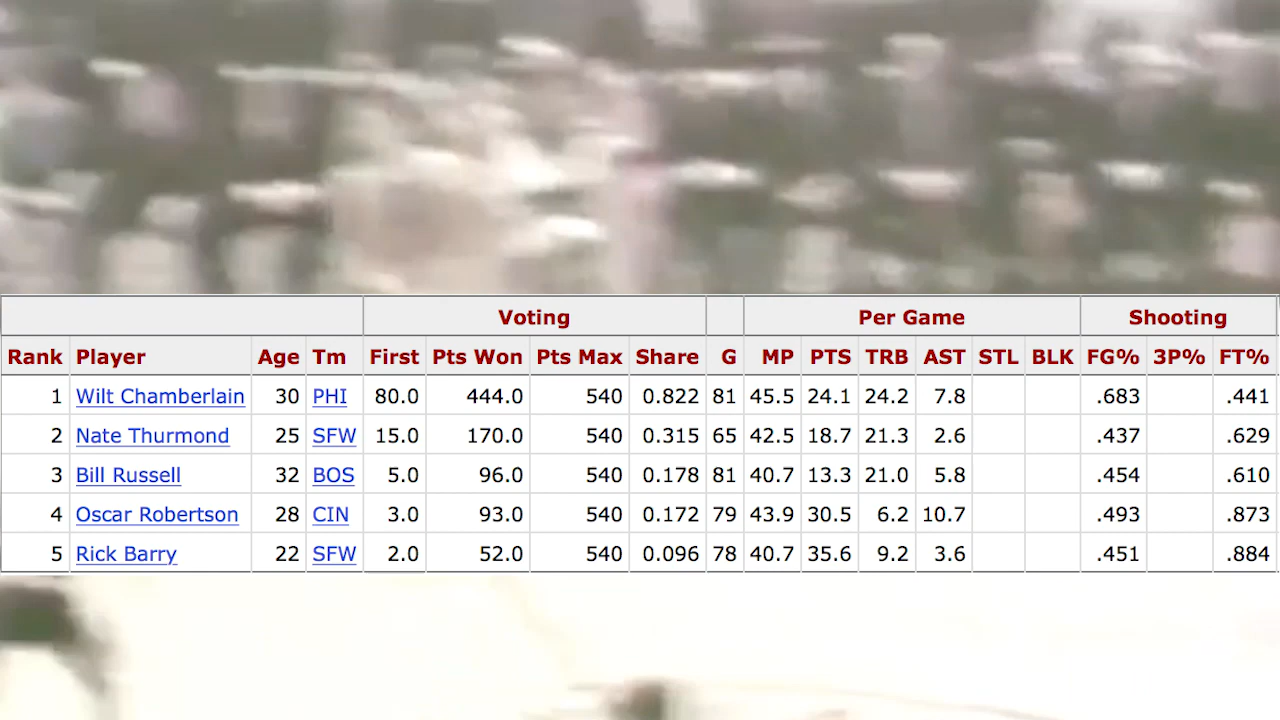 Voting Per Game Shooting
Rank Player Age Tm First Pts Won Pts Max Share G MP PTS TRB AST STL BLK FG% 3P% FT%
1 Wilt Chamberlain 30 PHI 80.0 444.0 540 0.822 81 45.5 24.1 24.2 7.8 .683 .441
2 Nate Thurmond 25 SFW 15.0 170.0 540 0.315 65 42.5 18.7 21.3 2.6 .437 .629
3 Bill Russell 32 BOS 5.0 96.0 540 0.178 81 40.7 13.3 21.0 5.8 .454 .610
4 Oscar Robertson 28 CIN 3.0 93.0 540 0.172 79 43.9 30.5 6.2 10.7 .493 .873
5 Rick Barry 22 SFW 2.0 52.0 540 0.096 78 40.7 35.6 9.2 3.6 .451 .884